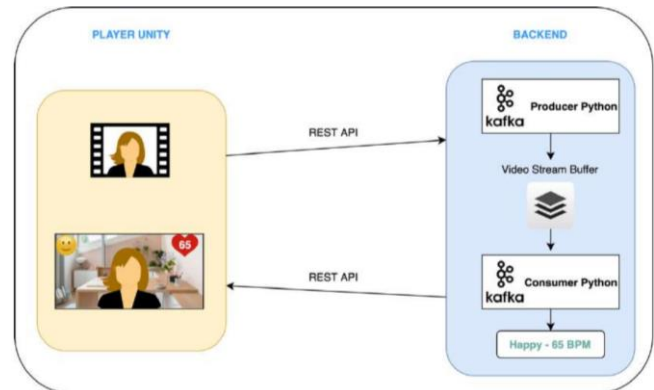 PLAYER UNITY
BACKEND
kafka
Producer Python
REST API
Video Stream Buffer
65
REST API
kafka
Consumer Python
Happy - 65 BPM